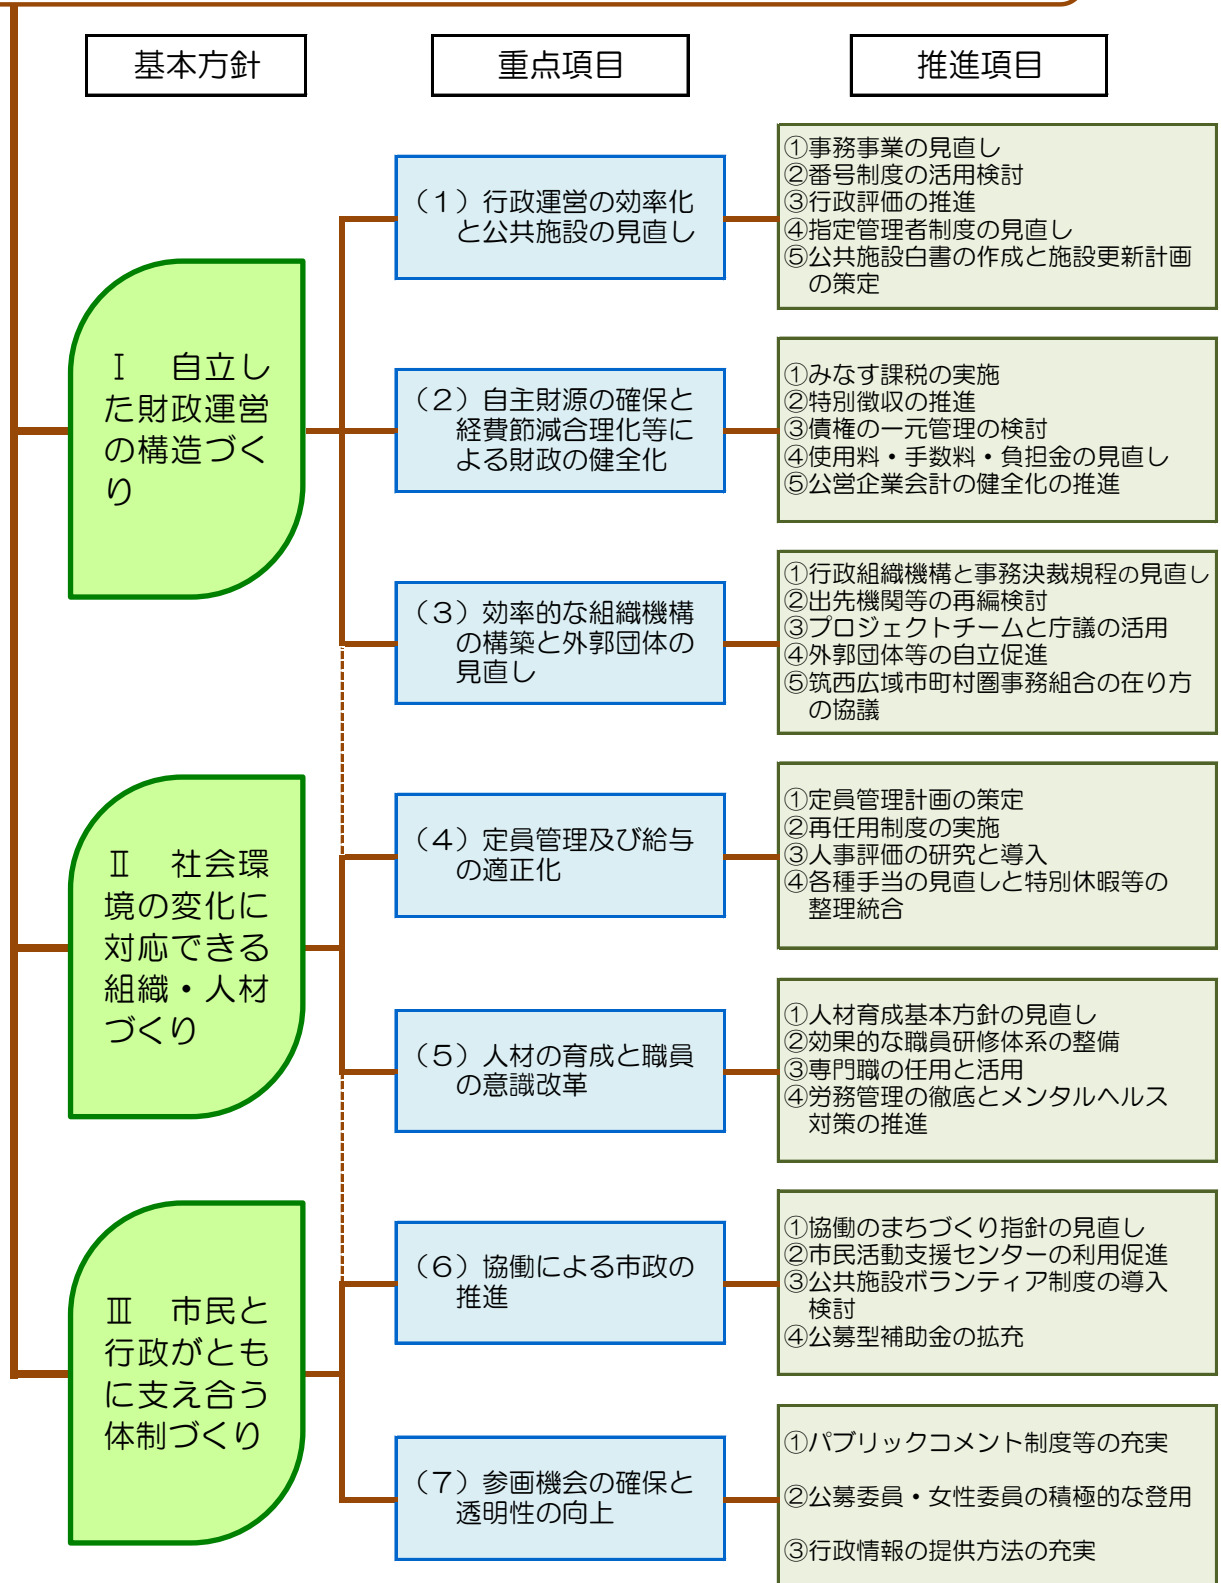 基本方針
重点項目
推進項目
Ⅰ　自立し
た財政運営
の構造づく
り
（１）行政運営の効率化
と公共施設の見直し
①事務事業の見直し
②番号制度の活用検討
③行政評価の推進
④指定管理者制度の見直し
⑤公共施設白書の作成と施設更新計画
の策定
（２）自主財源の確保と
経費節減合理化等に
よる財政の健全化
①みなす課税の実施
②特別徴収の推進
③債権の一元管理の検討
④使用料・手数料・負担金の見直し
⑤公営企業会計の健全化の推進
（３）効率的な組織機構
の構築と外郭団体の
見直し
①行政組織機構と事務決裁規程の見直し
②出先機関等の再編検討
③プロジェクトチームと庁議の活用
④外郭団体等の自立促進
⑤筑西広域市町村圏事務組合の在り方
の協議
Ⅱ　社会環
境の変化に
対応できる
組織・人材
づくり
（４）定員管理及び給与
の適正化
①定員管理計画の策定
②再任用制度の実施
③人事評価の研究と導入
④各種手当の見直しと特別休暇等の
整理統合
（５）人材の育成と職員
の意識改革
①人材育成基本方針の見直し
②効果的な職員研修体系の整備
③専門職の任用と活用
④労務管理の徹底とメンタルヘルス
対策の推進
Ⅲ　市民と
行政がとも
に支え合う
体制づくり
（６）協働による市政の
推進
①協働のまちづくり指針の見直し
②市民活動支援センターの利用促進
③公共施設ボランティア制度の導入
検討
④公募型補助金の拡充
（７）参画機会の確保と
透明性の向上
①パブリックコメント制度等の充実
②公募委員・女性委員の積極的な登用
③行政情報の提供方法の充実